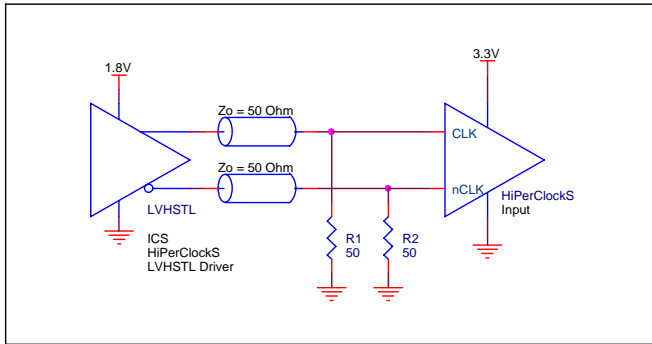 1.8V
3.3V
Zo = 50 Ohm
CLK
Zo = 50 Ohm
nCLK
HiPerClockS
Input
LVHSTL
ICS
HiPerClockS
LVHSTL Driver
R1
50
R2
50